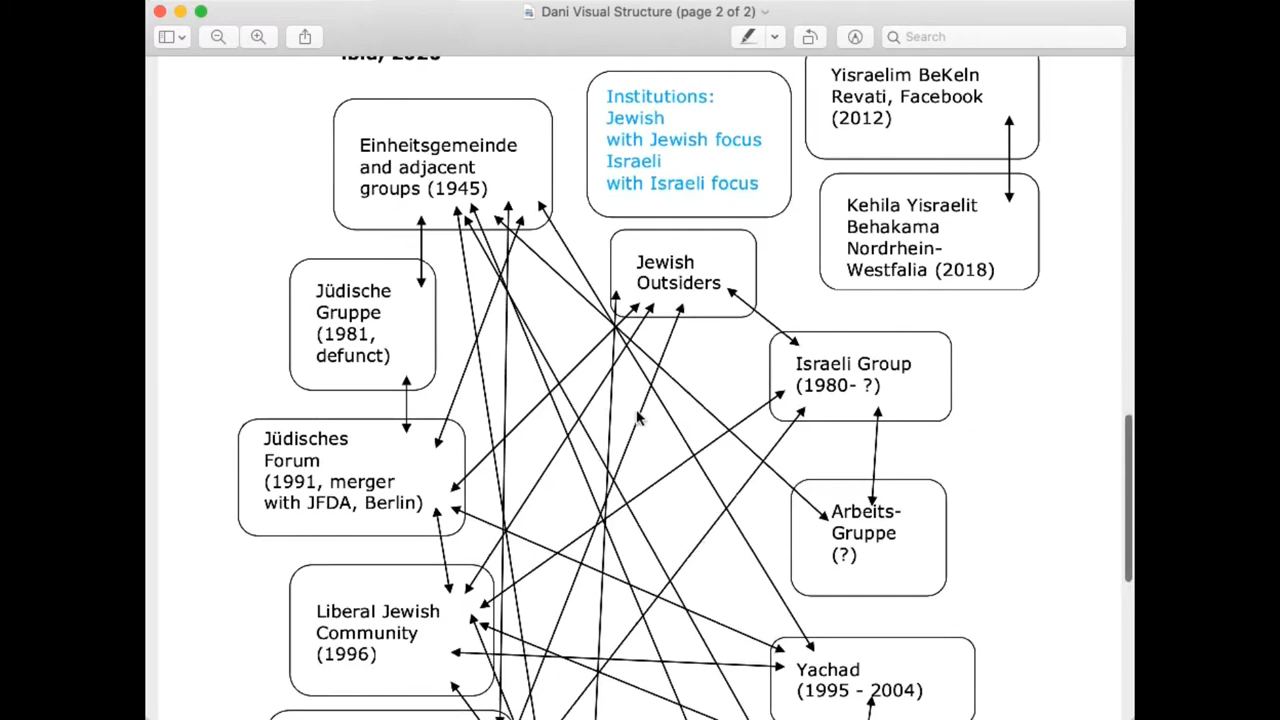 Dani Visual Structure (page 2 of 2)
Search
Ibid, 2020
Einheitsgemeinde
and adjacent
groups (1945)
Institutions:
Jewish
with Jewish focus
Israeli
with Israeli focus
Yisraelim BeKeln
Revati, Facebook
(2012)
Kehila Yisraelit
Behakama
Nordrhein-
Westfalia (2018)
Jewish
Outsiders
Jüdische
Gruppe
(1981,
defunct)
Israeli Group
(1980- ?)
Jüdisches
Forum
(1991, merger
with JFDA, Berlin)
Arbeits-
Gruppe
(?)
Liberal Jewish
Community
(1996)
Yachad
(1995 - 2004)